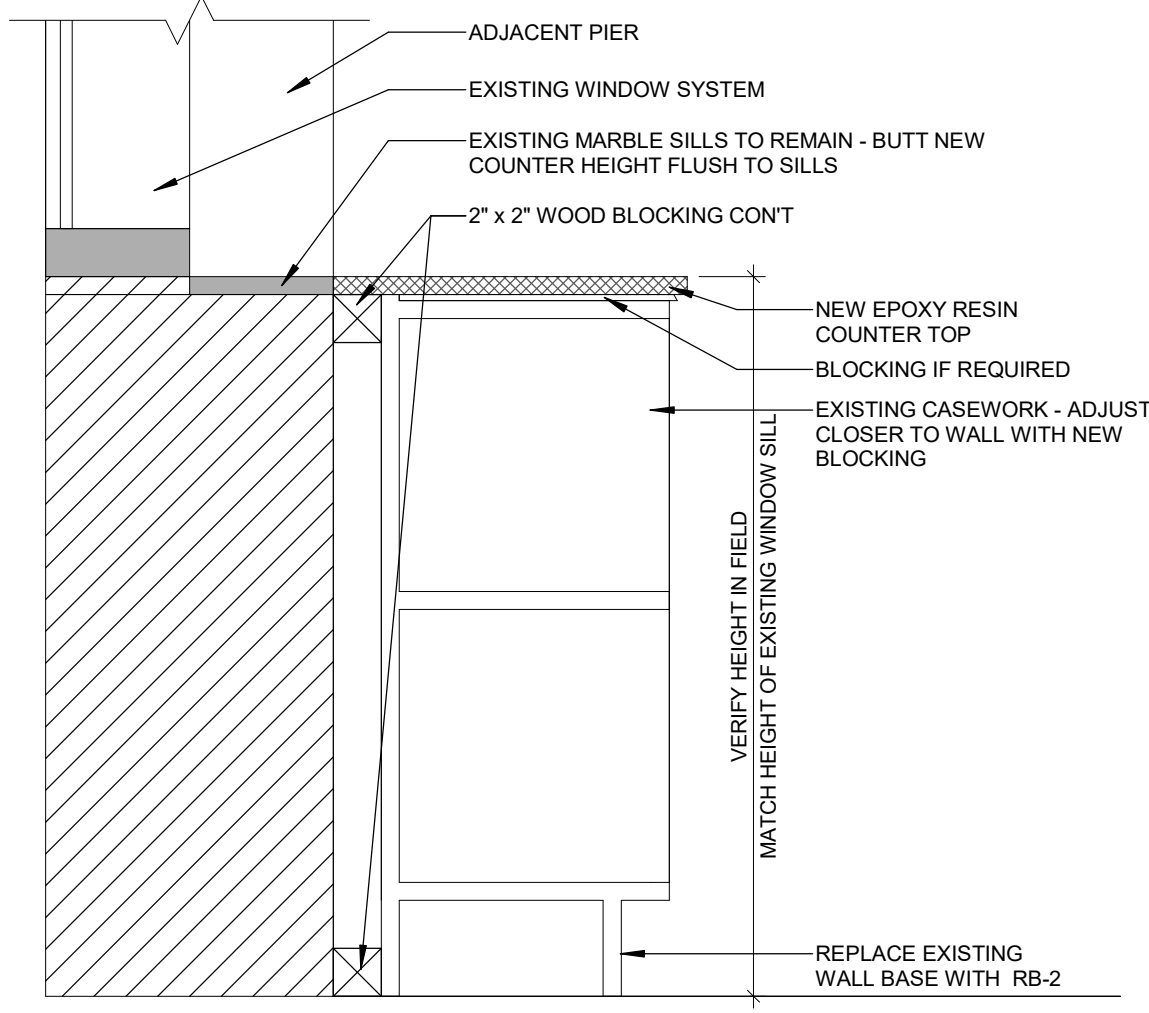 ADJACENT PIER
EXISTING WINDOW SYSTEM
EXISTING MARBLE SILLS TO REMAIN - BUTT NEW
COUNTER HEIGHT FLUSH TO SILLS
2" x 2" WOOD BLOCKING CON'T
NEW EPOXY RESIN
COUNTER TOP
BLOCKING IF REQUIRED
EXISTING CASEWORK - ADJUST
CLOSER TO WALL WITH NEW
BLOCKING
VERIFY HEIGHT IN FIELD
MATCH HEIGHT OF EXISTING WINDOW SILL
REPLACE EXISTING
WALL BASE WITH RB-2